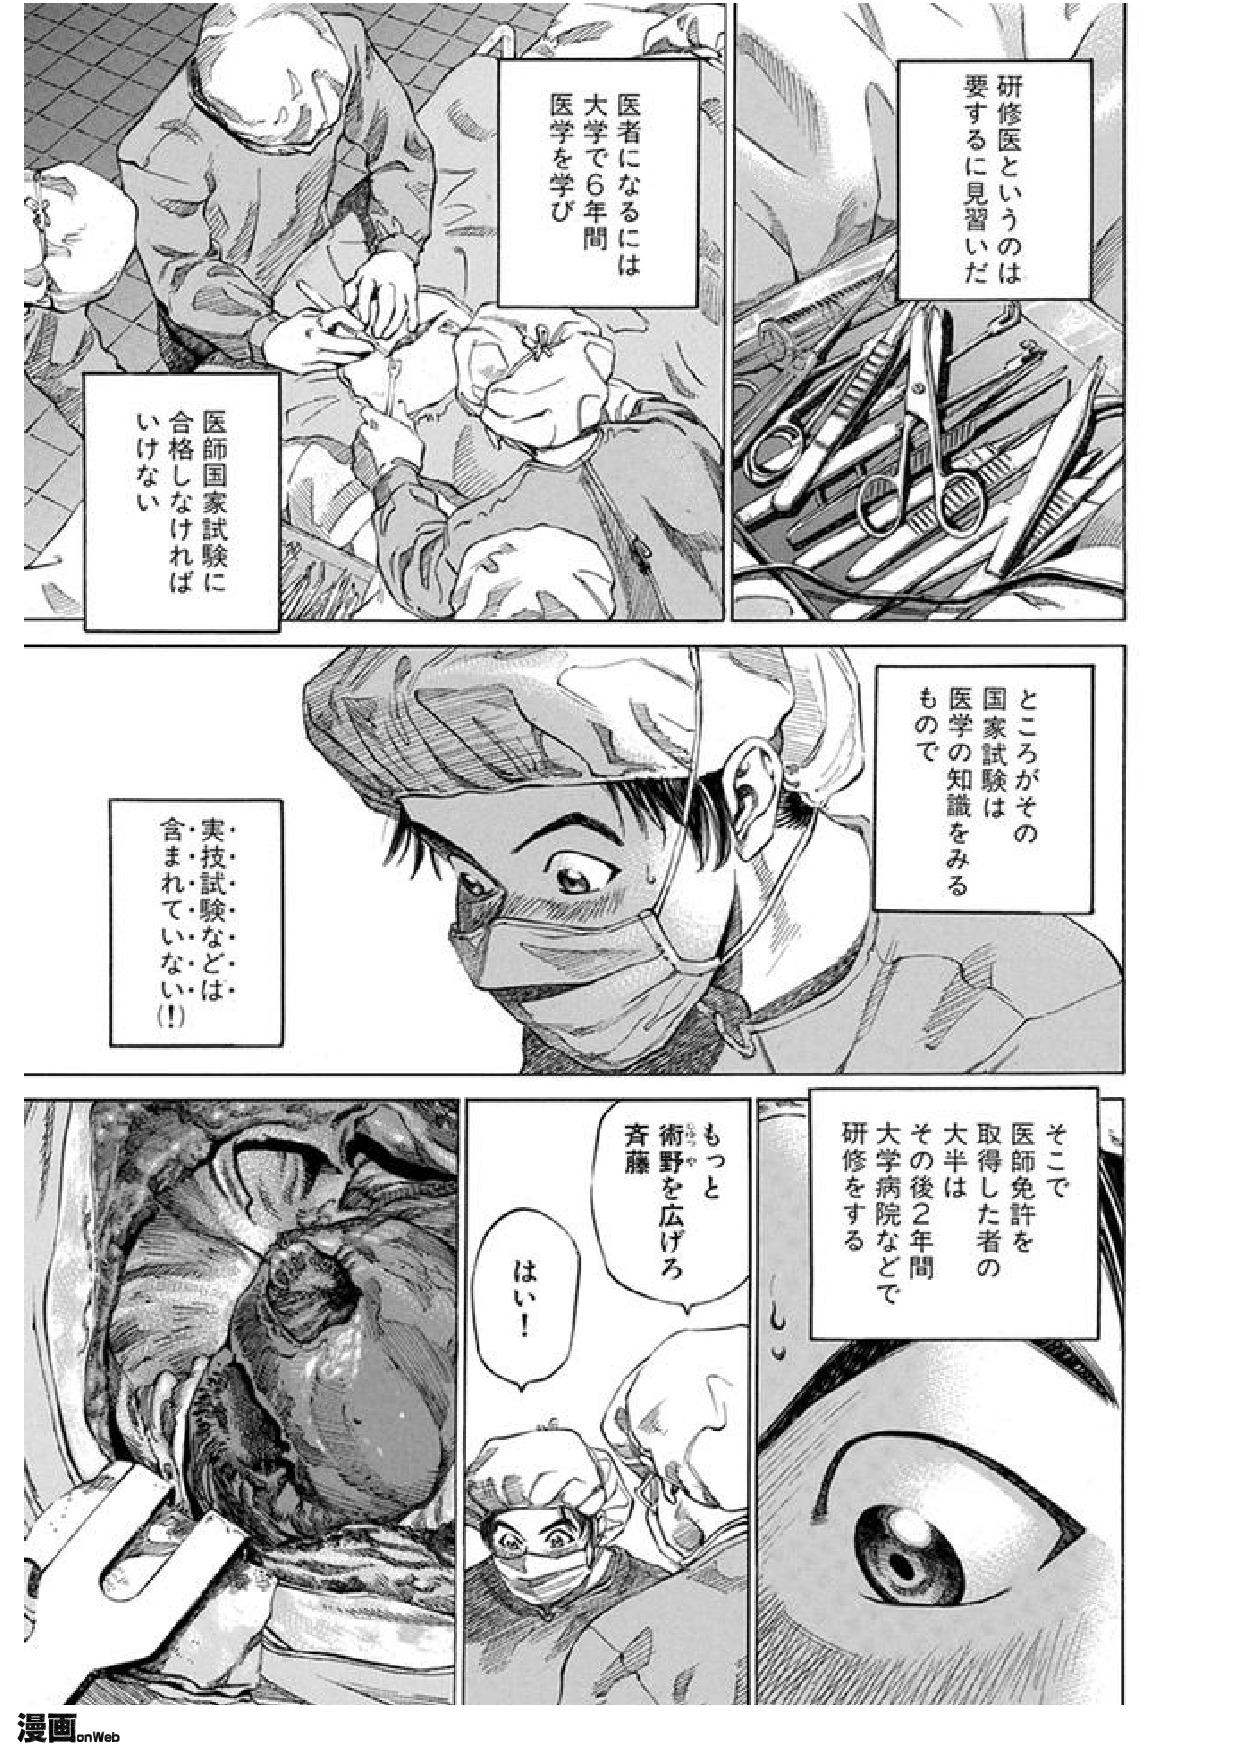 研修医というのは
要するに見習いだ
医者になるには
大学で6年間
医学を学び
医師国家試験に
合格しなければ
いけない
ところがその
国家試験は
医学の知識をみる
もので
実技試験などは
含まれていない(!)
そこで
医師免許を
取得した者の
大半は
その後2年間
大学病院などで
研修をする
もっと
術野を広げろ
じゅつや
斉藤
はい!
漫画onWeb